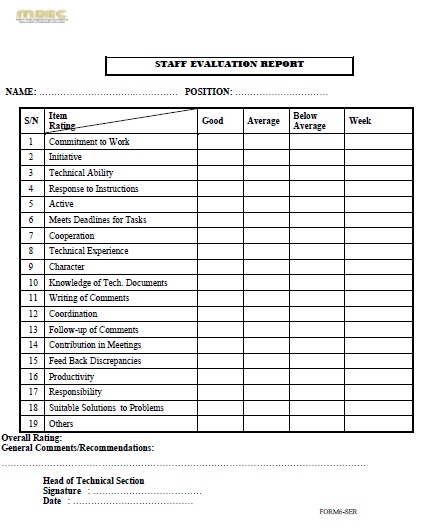 MDEC
STAFF EVALUATION REPORT
NAME: ................................................ POSITION: ................................
S/N Item Rating Good Average Below Average Week
1 Commitment to Work
2 Initiative
3 Technical Ability
4 Response to Instructions
5 Active
6 Meets Deadlines for Tasks
7 Cooperation
8 Technical Experience
9 Character
10 Knowledge of Tech. Documents
11 Writing of Comments
12 Coordination
13 Follow-up of Comments
14 Contribution in Meetings
15 Feed Back Discrepancies
16 Productivity
17 Responsibility
18 Suitable Solutions to Problems
19 Others
Overall Rating:
General Comments/Recommendations:
................................................................................................................................
Head of Technical Section
Signature : ......................................
Date : ..........................................
FORM6-SER